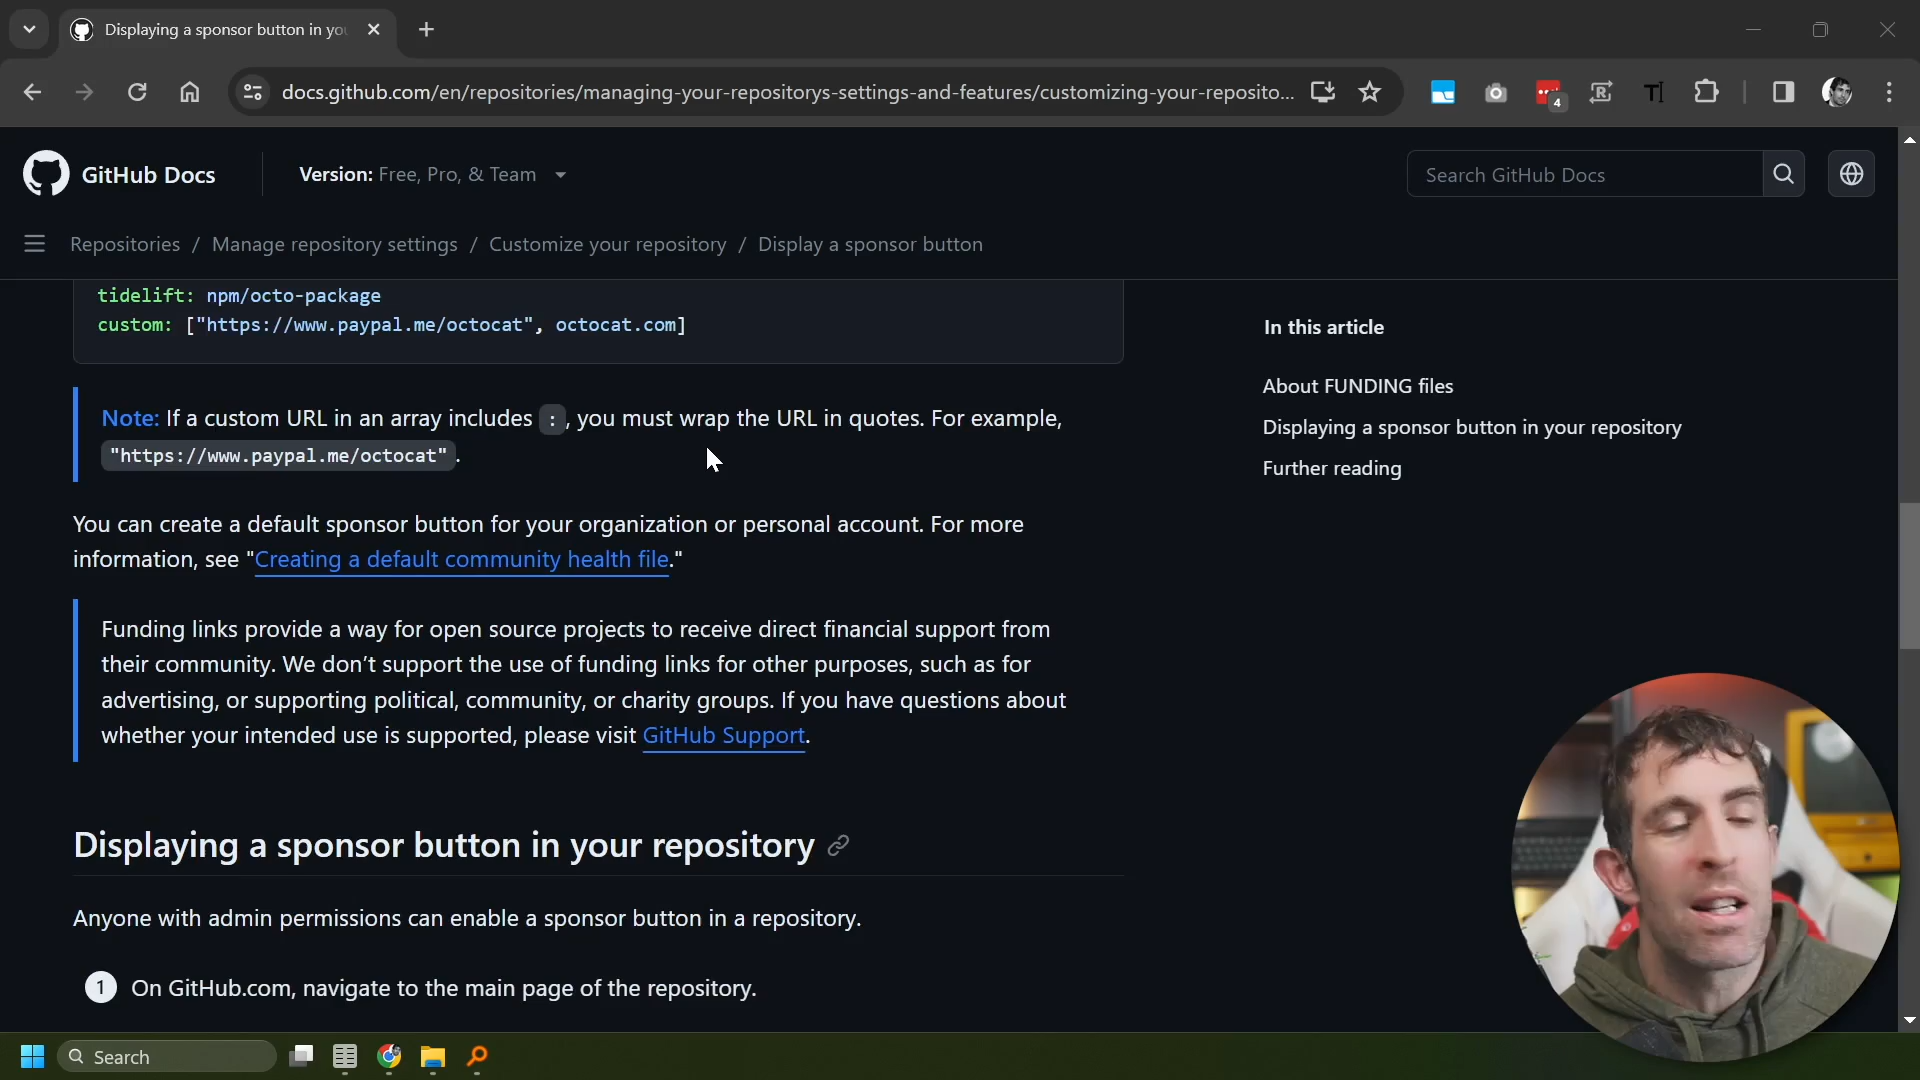 Displaying a sponsor button in you
docs.github.com/en/repositories/managing-your-repositorys-settings-and-features/customizing-your-reposito...
4
GitHub Docs
Version: Free, Pro, & Team
Search GitHub Docs
Repositories / Manage repository settings / Customize your repository / Display a sponsor button
tidelift: npm/octo-package
custom: ["https://www.paypal.me/octocat", octocat.com]
Note: If a custom URL in an array includes :, you must wrap the URL in quotes. For example,
"https://www.paypal.me/octocat".
You can create a default sponsor button for your organization or personal account. For more
information, see "Creating a default community health file."
Funding links provide a way for open source projects to receive direct financial support from
their community. We don't support the use of funding links for other purposes, such as for
advertising, or supporting political, community, or charity groups. If you have questions about
whether your intended use is supported, please visit GitHub Support.
Displaying a sponsor button in your repository
Anyone with admin permissions can enable a sponsor button in a repository.
1 On GitHub.com, navigate to the main page of the repository.
In this article
About FUNDING files
Displaying a sponsor button in your repository
Further reading
Search